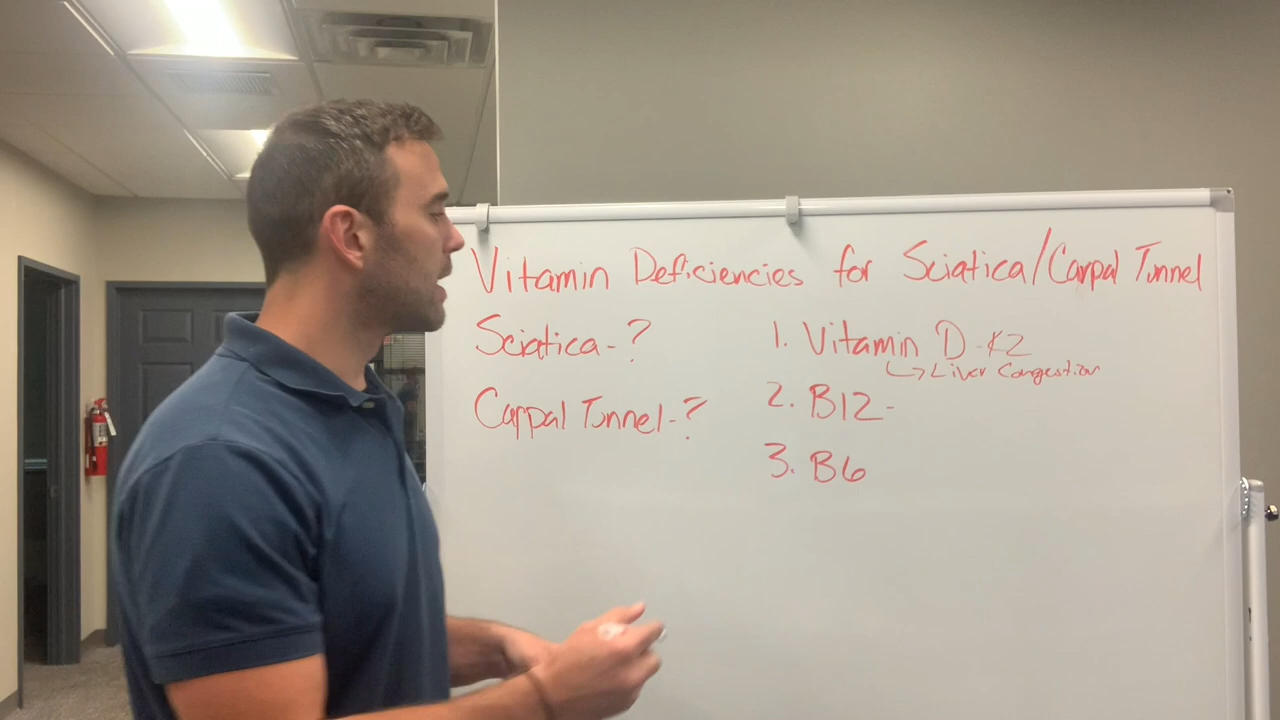 Vitamin Deficiencies for Sciatica/Carpal Tunnel
Sciatica-?
Carpal Tunnel-?
1. Vitamin D-K2
↳Liver Congestion
2. B12-
3. B6